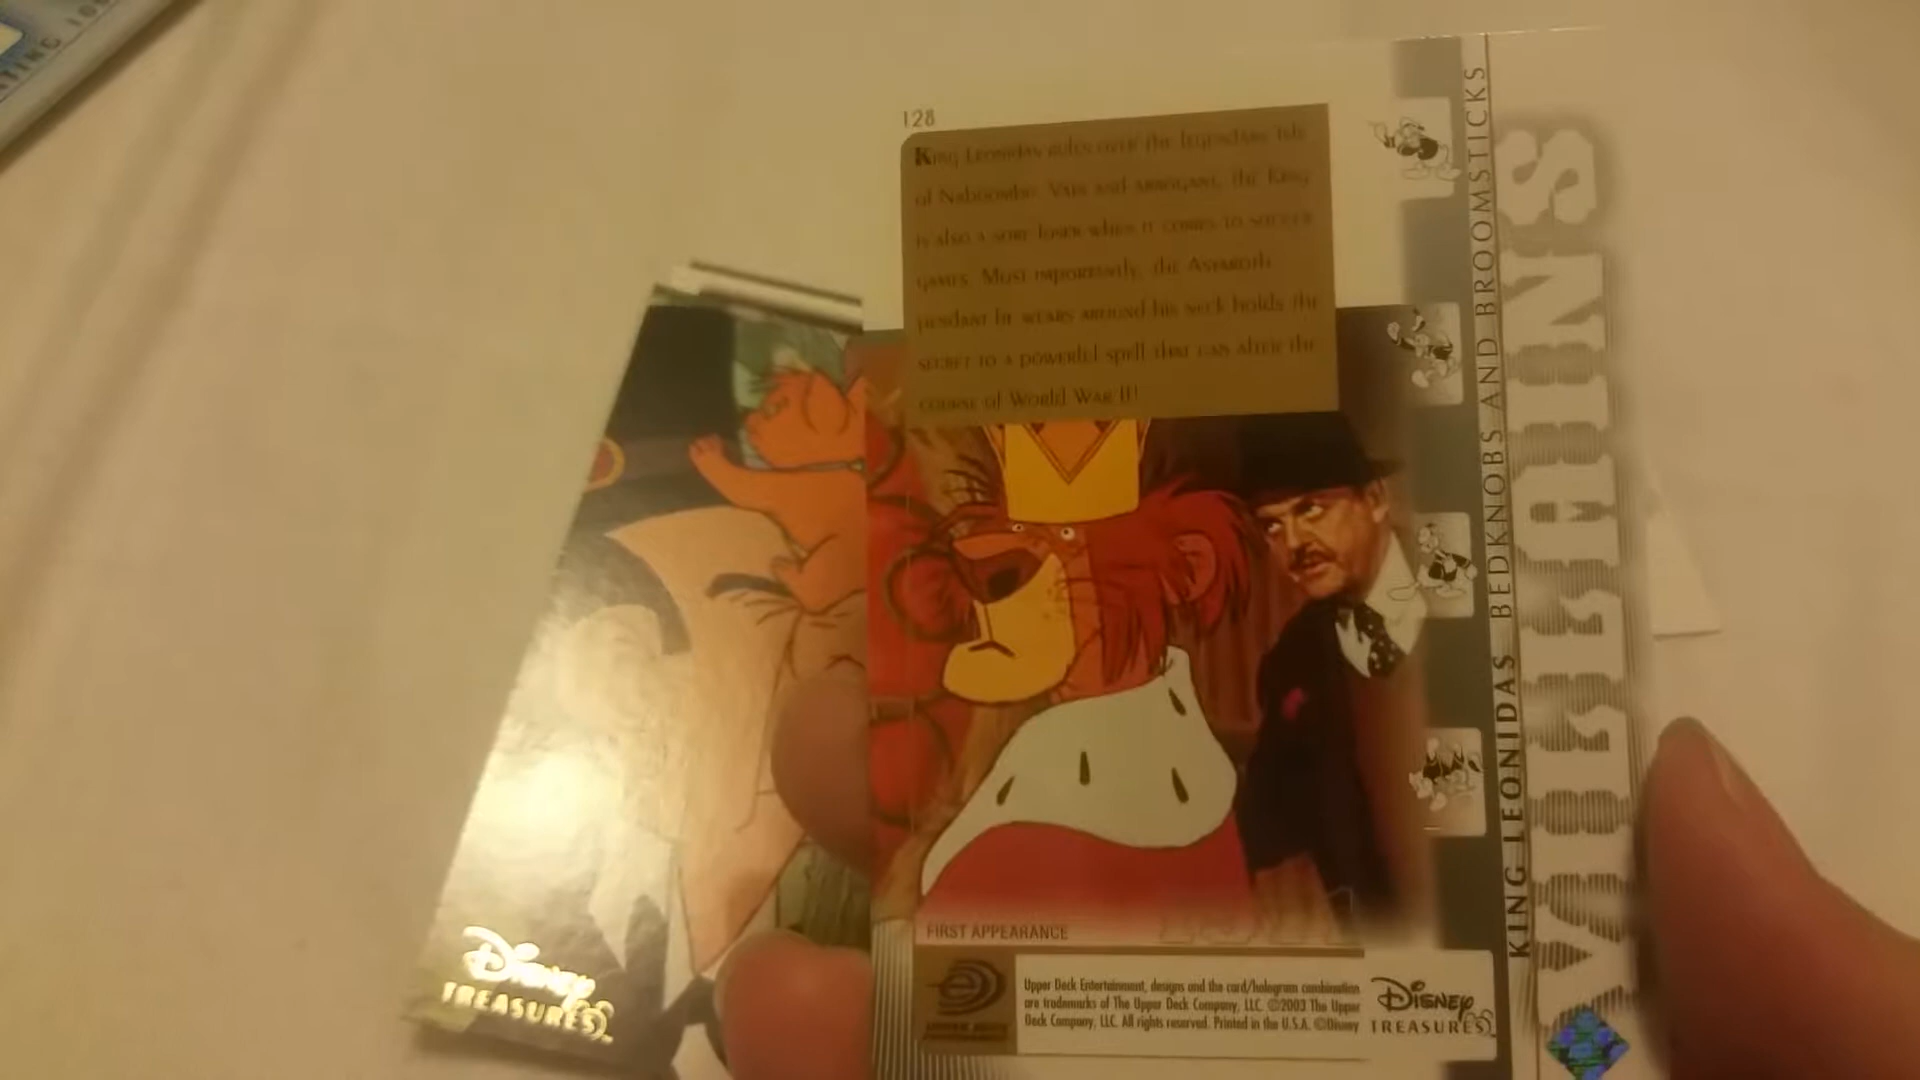 128
King Leonidas rules over the legendary isle
of Naboombu. Vain and arrogant, the King
is also a sore loser when it comes to soccer
games. Most importantly, the Astaroth
pendant he wears around his neck holds the
secret to a powerful spell that can alter the
course of World War II!
KING LEONIDAS BEDKNOBS AND BROOMSTICKS
VILLAINS
FIRST APPEARANCE
Upper Deck Entertainment, designs and the card/hologram combination
are trademarks of The Upper Deck Company, LLC. ©2003 The Upper
Deck Company, LLC. All rights reserved. Printed in the U.S.A. ©Disney
DISNEY
TREASURES
DISNEY
TREASURES™